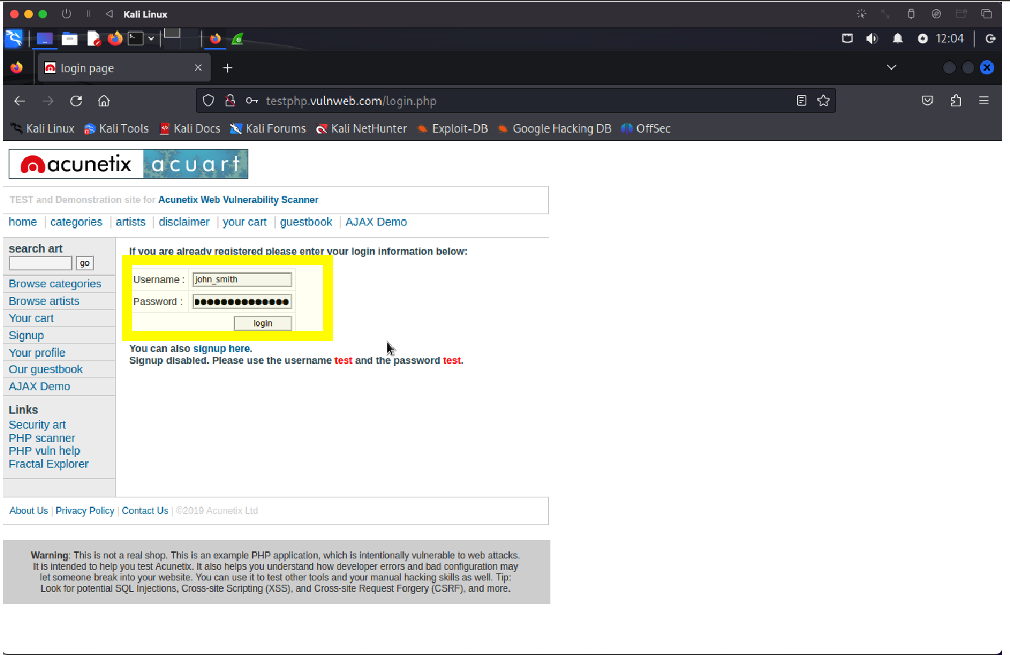 Kali Linux
12:04
login page
testphp.vulnweb.com/login.php
Kali Linux Kali Tools Kali Docs Kali Forums Kali NetHunter Exploit-DB Google Hacking DB OffSec
acunetix acuart
TEST and Demonstration site for Acunetix Web Vulnerability Scanner
home | categories | artists | disclaimer | your cart | guestbook | AJAX Demo
search art
go
Browse categories
Browse artists
Your cart
Signup
Your profile
Our guestbook
AJAX Demo
Links
Security art
PHP scanner
PHP vuln help
Fractal Explorer
If you are already registered please enter your login information below:
Username : john_smith
Password : ●●●●●●●●●●●●●●
login
You can also signup here.
Signup disabled. Please use the username test and the password test.
About Us | Privacy Policy | Contact Us | ©2019 Acunetix Ltd
Warning: This is not a real shop. This is an example PHP application, which is intentionally vulnerable to web attacks.
It is intended to help you test Acunetix. It also helps you understand how developer errors and bad configuration may
let someone break into your website. You can use it to test other tools and your manual hacking skills as well. Tip:
Look for potential SQL Injections, Cross-site Scripting (XSS), and Cross-site Request Forgery (CSRF), and more.